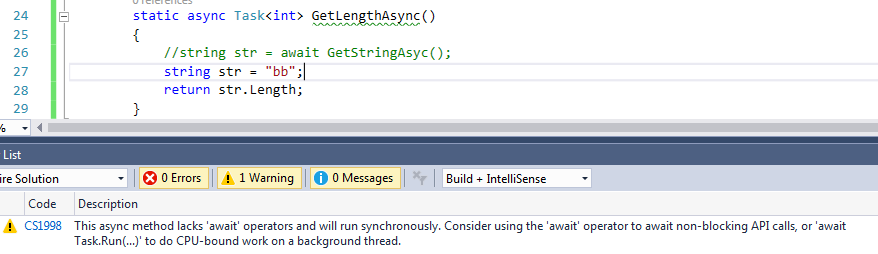 0 references
24 static async Task<int> GetLengthAsync()
25 {
26 //string str = await GetStringAsyc();
27 string str = "bb";
28 return str.Length;
29 }
%
List
re Solution 0 Errors 1 Warning 0 Messages Build + IntelliSense
Code Description
CS1998 This async method lacks 'await' operators and will run synchronously. Consider using the 'await' operator to await non-blocking API calls, or 'await
Task.Run(...)' to do CPU-bound work on a background thread.